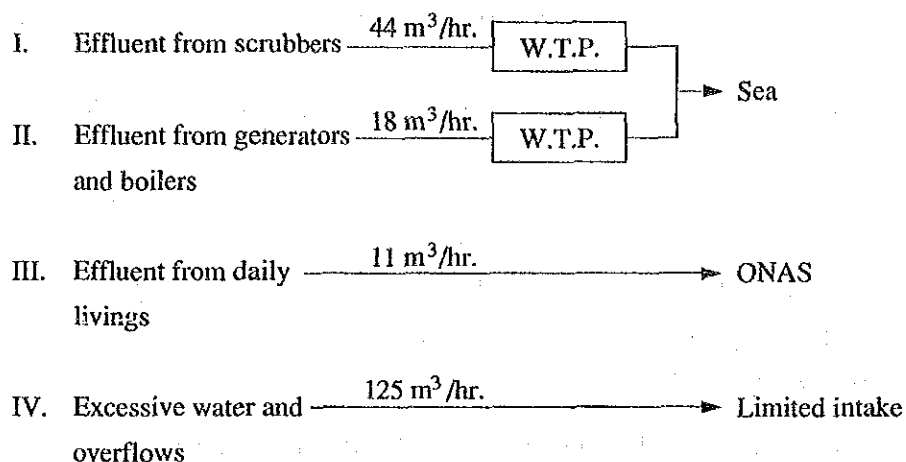 I. Effluent from scrubbers 44 m³/hr. W.T.P.
Sea
II. Effluent from generators 18 m³/hr. W.T.P.
and boilers
III. Effluent from daily 11 m³/hr. ONAS
livings
IV. Excessive water and 125 m³/hr. Limited intake
overflows